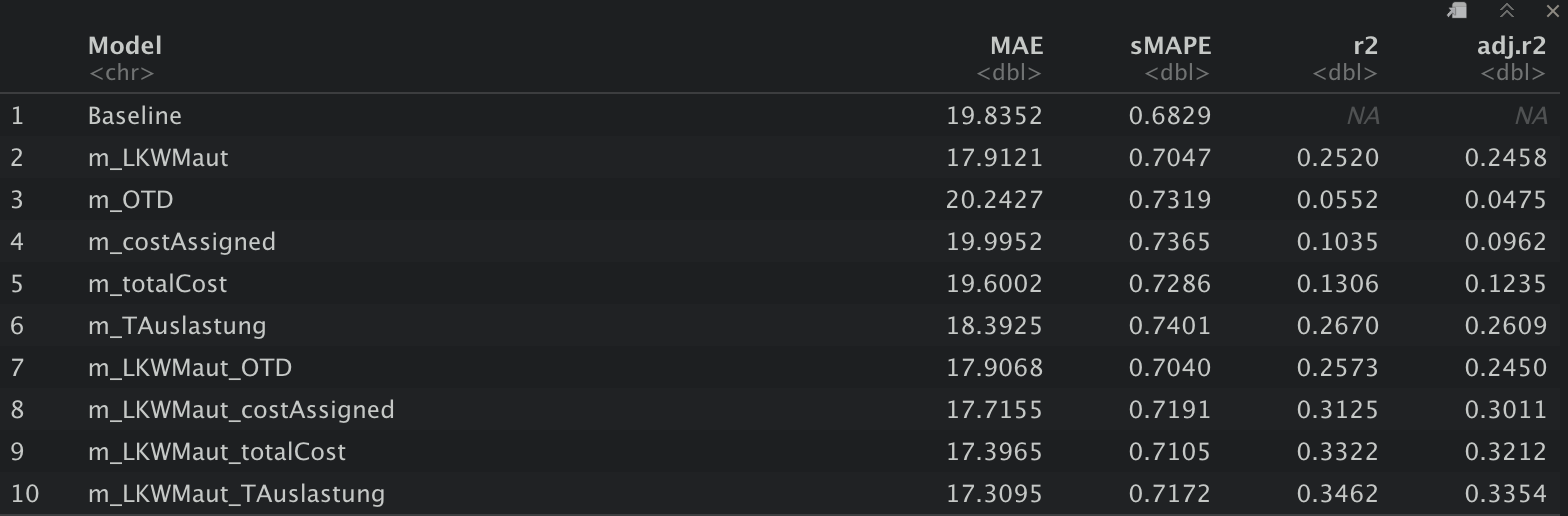 Model MAE sMAPE r2 adj.r2
<chr> <dbl> <dbl> <dbl> <dbl>
1 Baseline 19.8352 0.6829 NA NA
2 m_LKWMaut 17.9121 0.7047 0.2520 0.2458
3 m_OTD 20.2427 0.7319 0.0552 0.0475
4 m_costAssigned 19.9952 0.7365 0.1035 0.0962
5 m_totalCost 19.6002 0.7286 0.1306 0.1235
6 m_TAuslastung 18.3925 0.7401 0.2670 0.2609
7 m_LKWMaut_OTD 17.9068 0.7040 0.2573 0.2450
8 m_LKWMaut_costAssigned 17.7155 0.7191 0.3125 0.3011
9 m_LKWMaut_totalCost 17.3965 0.7105 0.3322 0.3212
10 m_LKWMaut_TAuslastung 17.3095 0.7172 0.3462 0.3354